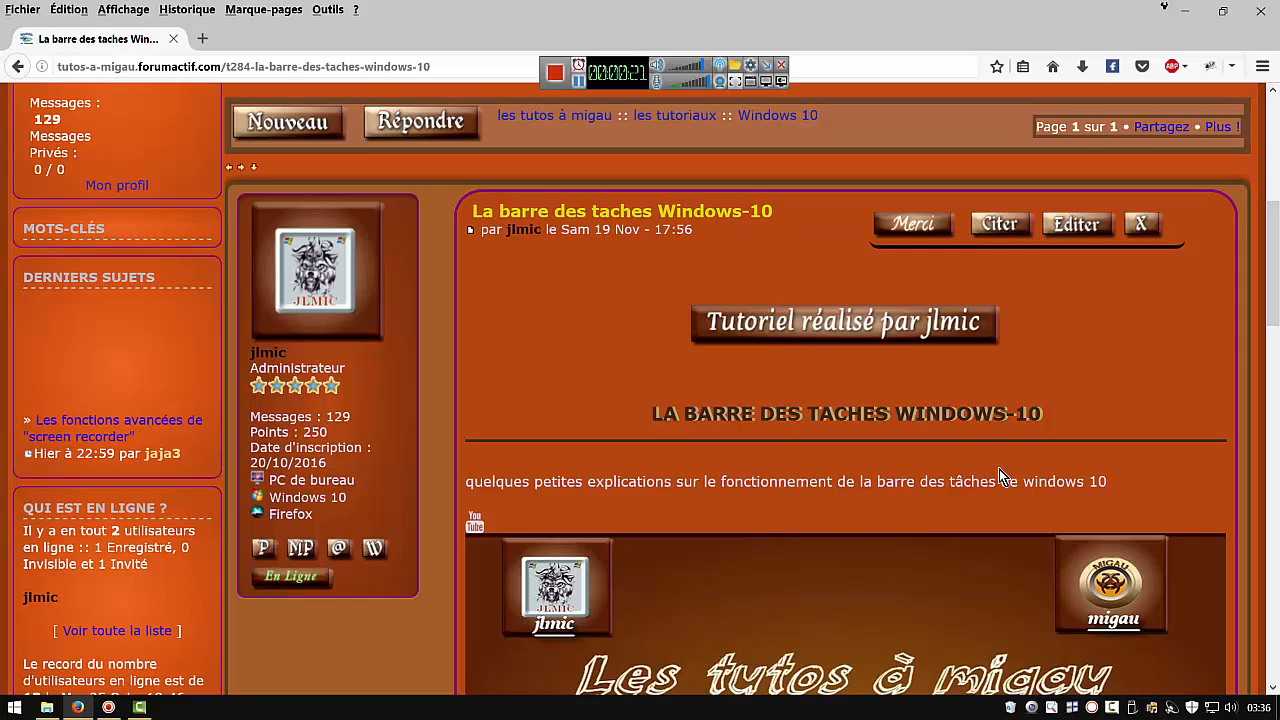 Fichier Édition Affichage Historique Marque-pages Outils ?
La barre des taches Win...
tutos-a-migau.forumactif.com/t284-la-barre-des-taches-windows-10
00:00:21
ABP
Messages :
129
Messages
Privés :
0 / 0
Mon profil
MOTS-CLÉS
DERNIERS SUJETS
» Les fonctions avancées de
"screen recorder"
Hier à 22:59 par jaja3
QUI EST EN LIGNE ?
Il y a en tout 2 utilisateurs
en ligne :: 1 Enregistré, 0
Invisible et 1 Invité
jlmic
[ Voir toute la liste ]
Le record du nombre
d'utilisateurs en ligne est de
Nouveau
Répondre
les tutos à migau :: les tutoriaux :: Windows 10
Page 1 sur 1 • Partagez • Plus !
JLMIC
jlmic
Administrateur
Messages : 129
Points : 250
Date d'inscription :
20/10/2016
PC de bureau
Windows 10
Firefox
P MP @ W
En Ligne
La barre des taches Windows-10
par jlmic le Sam 19 Nov - 17:56
Merci Citer Editer X
Tutoriel réalisé par jlmic
LA BARRE DES TACHES WINDOWS-10
quelques petites explications sur le fonctionnement de la barre des tâches de windows 10
You
Tube
JLMIC
jlmic
MIGAU
migau
Les tutos à migau
03:36